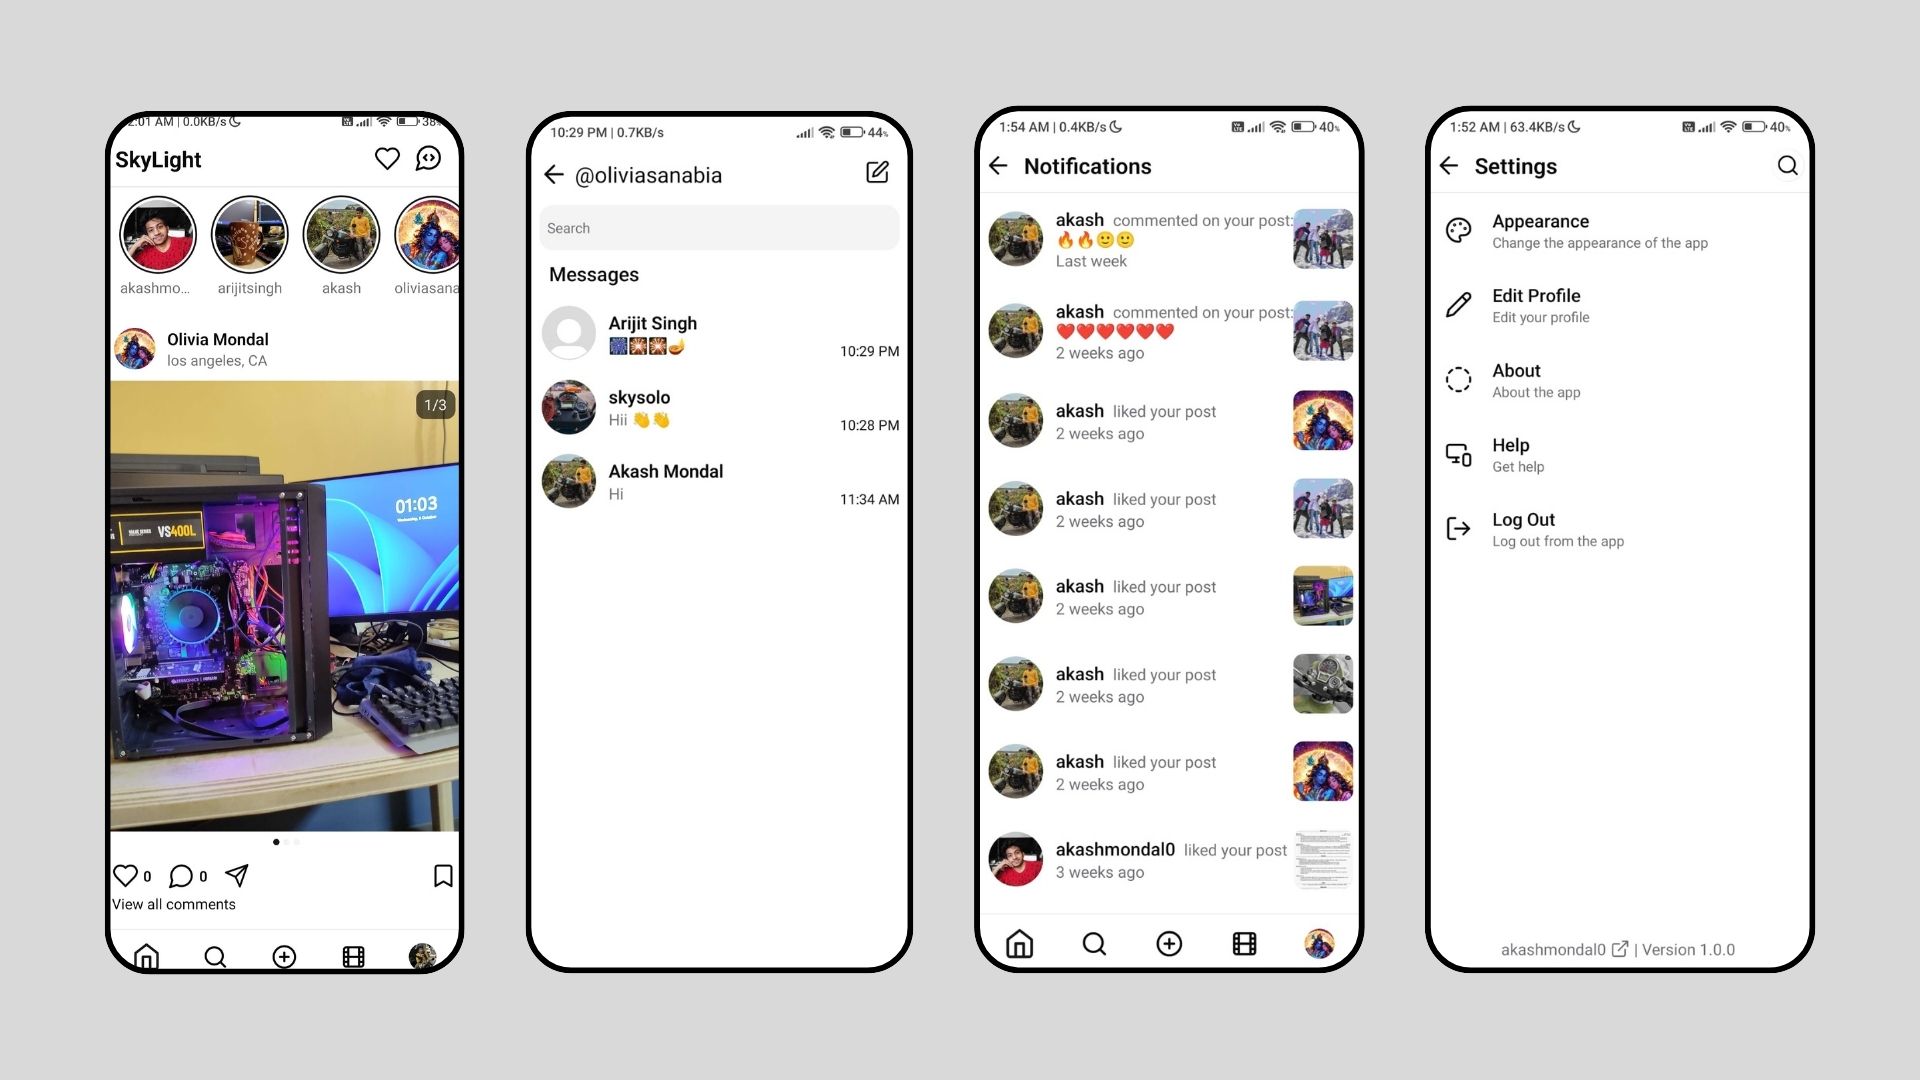 2:01 AM | 0.0KB/s
38
SkyLight
akashmo...
arijitsingh
akash
oliviasana
Olivia Mondal
los angeles, CA
1/3
01:03
VS400L
0
0
View all comments
10:29 PM | 0.7KB/s
44%
@oliviasanabia
Search
Messages
Arijit Singh
🎆🎇🎇🪔
10:29 PM
skysolo
Hii 👋👋
10:28 PM
Akash Mondal
Hi
11:34 AM
1:54 AM | 0.4KB/s
40%
Notifications
akash commented on your post:
🔥🔥🙂🙂
Last week
akash commented on your post:
❤️❤️❤️❤️❤️❤️
2 weeks ago
akash liked your post
2 weeks ago
akash liked your post
2 weeks ago
akash liked your post
2 weeks ago
akash liked your post
2 weeks ago
akash liked your post
2 weeks ago
akashmondal0 liked your post
3 weeks ago
1:52 AM | 63.4KB/s
40%
Settings
Appearance
Change the appearance of the app
Edit Profile
Edit your profile
About
About the app
Help
Get help
Log Out
Log out from the app
akashmondal0 | Version 1.0.0